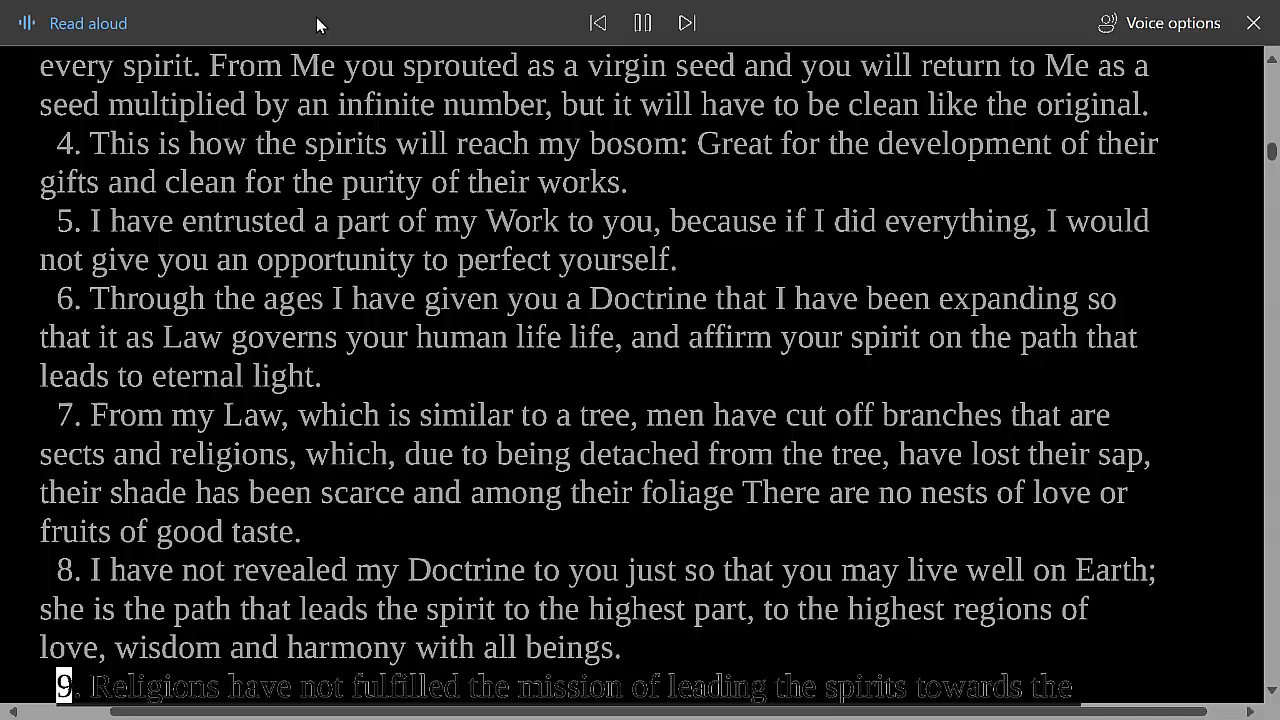 Read aloud
Voice options
every spirit. From Me you sprouted as a virgin seed and you will return to Me as a
seed multiplied by an infinite number, but it will have to be clean like the original.
4. This is how the spirits will reach my bosom: Great for the development of their
gifts and clean for the purity of their works.
5. I have entrusted a part of my Work to you, because if I did everything, I would
not give you an opportunity to perfect yourself.
6. Through the ages I have given you a Doctrine that I have been expanding so
that it as Law governs your human life life, and affirm your spirit on the path that
leads to eternal light.
7. From my Law, which is similar to a tree, men have cut off branches that are
sects and religions, which, due to being detached from the tree, have lost their sap,
their shade has been scarce and among their foliage There are no nests of love or
fruits of good taste.
8. I have not revealed my Doctrine to you just so that you may live well on Earth;
she is the path that leads the spirit to the highest part, to the highest regions of
love, wisdom and harmony with all beings.
9. Religions have not fulfilled the mission of leading the spirits towards the